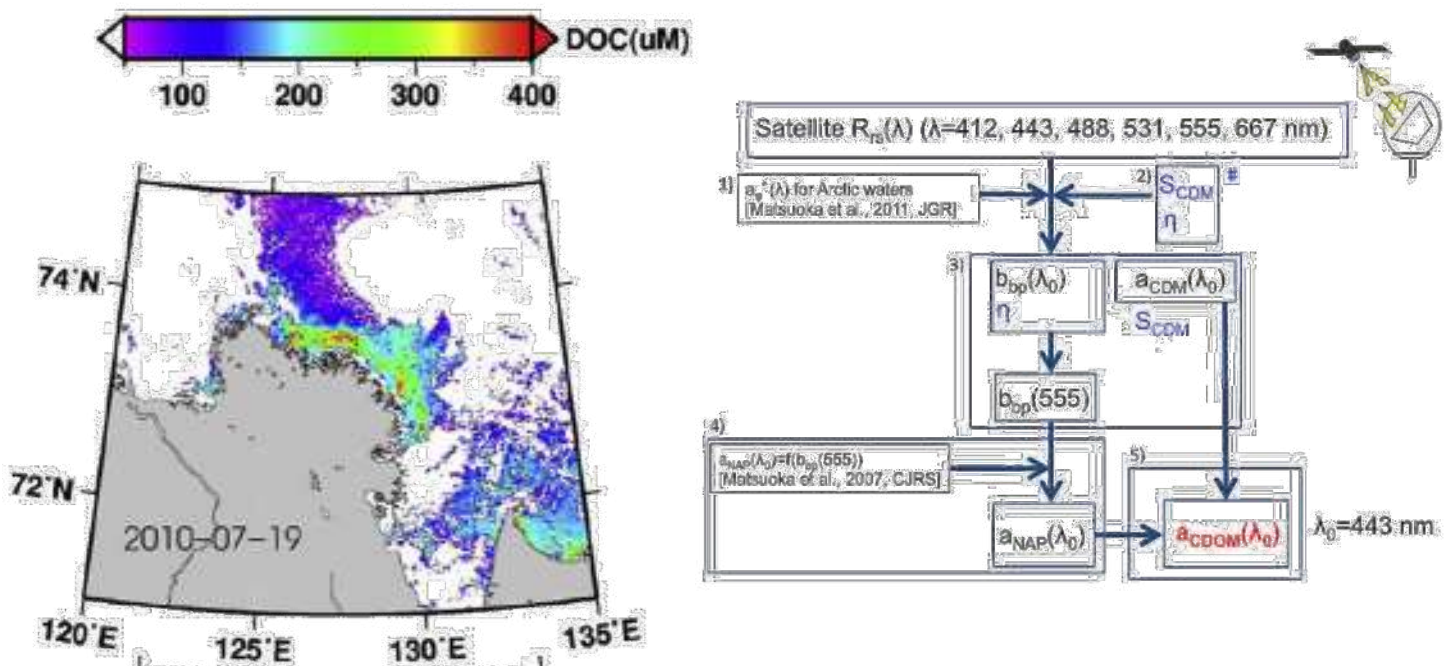 DOC(uM)
100 200 300 400
74°N
72°N
2010-07-19
120°E 125°E 130°E 135°E
Satellite Rrs(λ) (λ=412, 443, 488, 531, 555, 667 nm)
1)
aφ*(λ) for Arctic waters
[Matsuoka et al., 2011, JGR]
2)
SCDM
η
#
3)
bbp(λ0)
η
aCDM(λ0)
SCDM
bbp(555)
4)
aNAP(λ0)=f(bbp(555))
[Matsuoka et al., 2007, CJRS]
aNAP(λ0)
5)
aCDOM(λ0)
λ0=443 nm